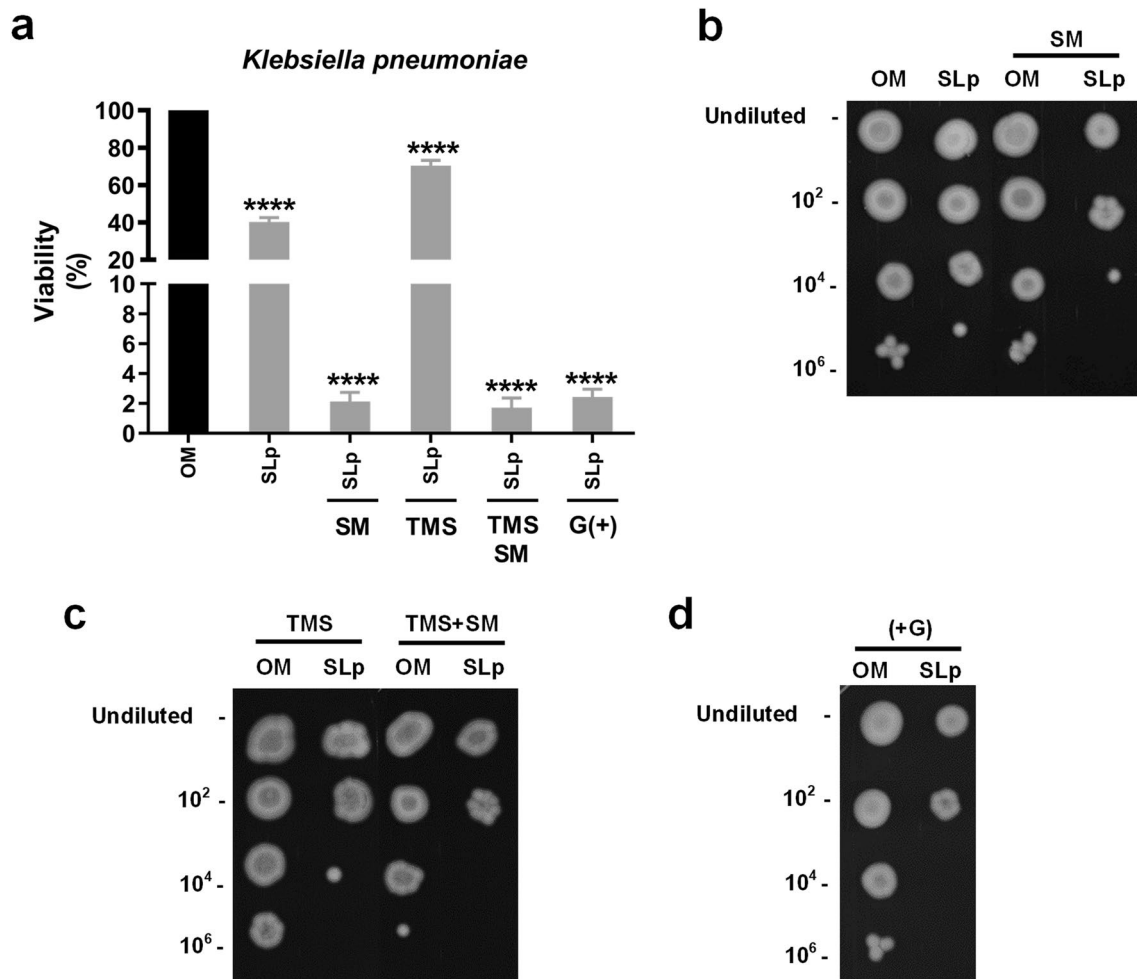 a
Klebsiella pneumoniae
Viability
(%)
100
80
60
40
20
10
8
6
4
2
0
****
****
****
****
****
OM
SLp
SLp
SLp
SLp
SLp
SM
TMS
TMS
SM
G(+)
b
SM
OM SLp OM SLp
Undiluted -
10² -
10⁴ -
10⁶ -
c
TMS TMS+SM
OM SLp OM SLp
Undiluted -
10² -
10⁴ -
10⁶ -
d
(+G)
OM SLp
Undiluted -
10² -
10⁴ -
10⁶ -